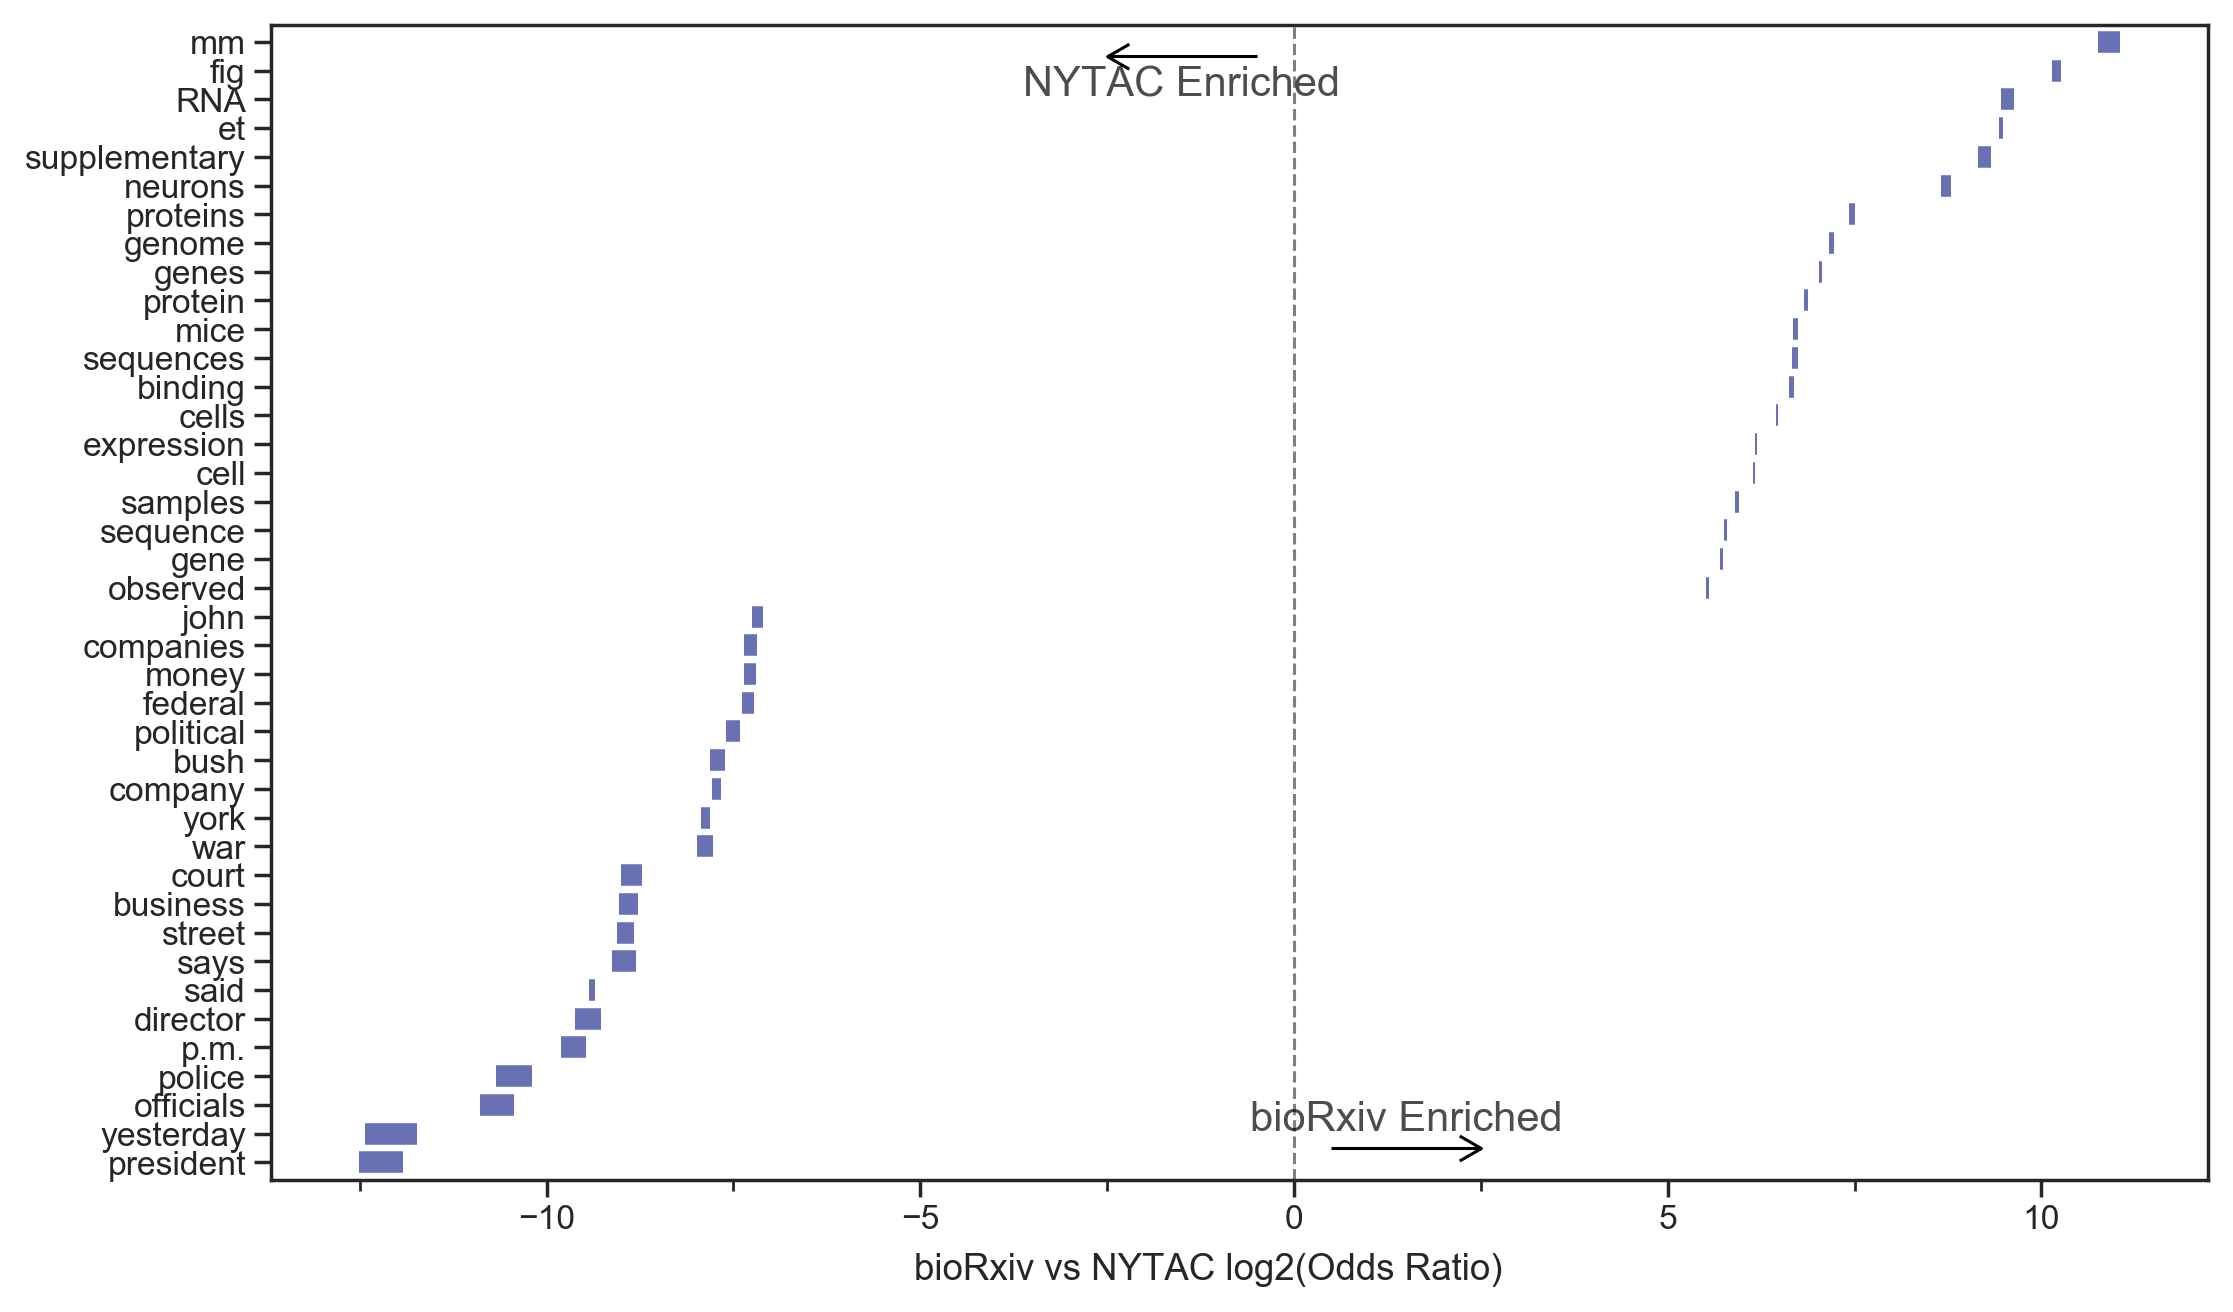 mm
fig
RNA
et
supplementary
neurons
proteins
genome
genes
protein
mice
sequences
binding
cells
expression
cell
samples
sequence
gene
observed
john
companies
money
federal
political
bush
company
york
war
court
business
street
says
said
director
p.m.
police
officials
yesterday
president
NYTAC Enriched
bioRxiv Enriched
−10 −5 0 5 10
bioRxiv vs NYTAC log2(Odds Ratio)